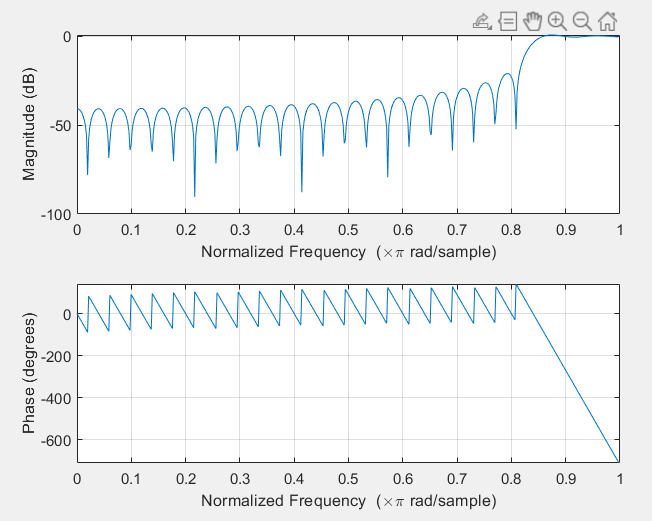 0
-50
-100
Magnitude (dB)
0 0.1 0.2 0.3 0.4 0.5 0.6 0.7 0.8 0.9 1
Normalized Frequency (×π rad/sample)
0
-200
-400
-600
Phase (degrees)
0 0.1 0.2 0.3 0.4 0.5 0.6 0.7 0.8 0.9 1
Normalized Frequency (×π rad/sample)